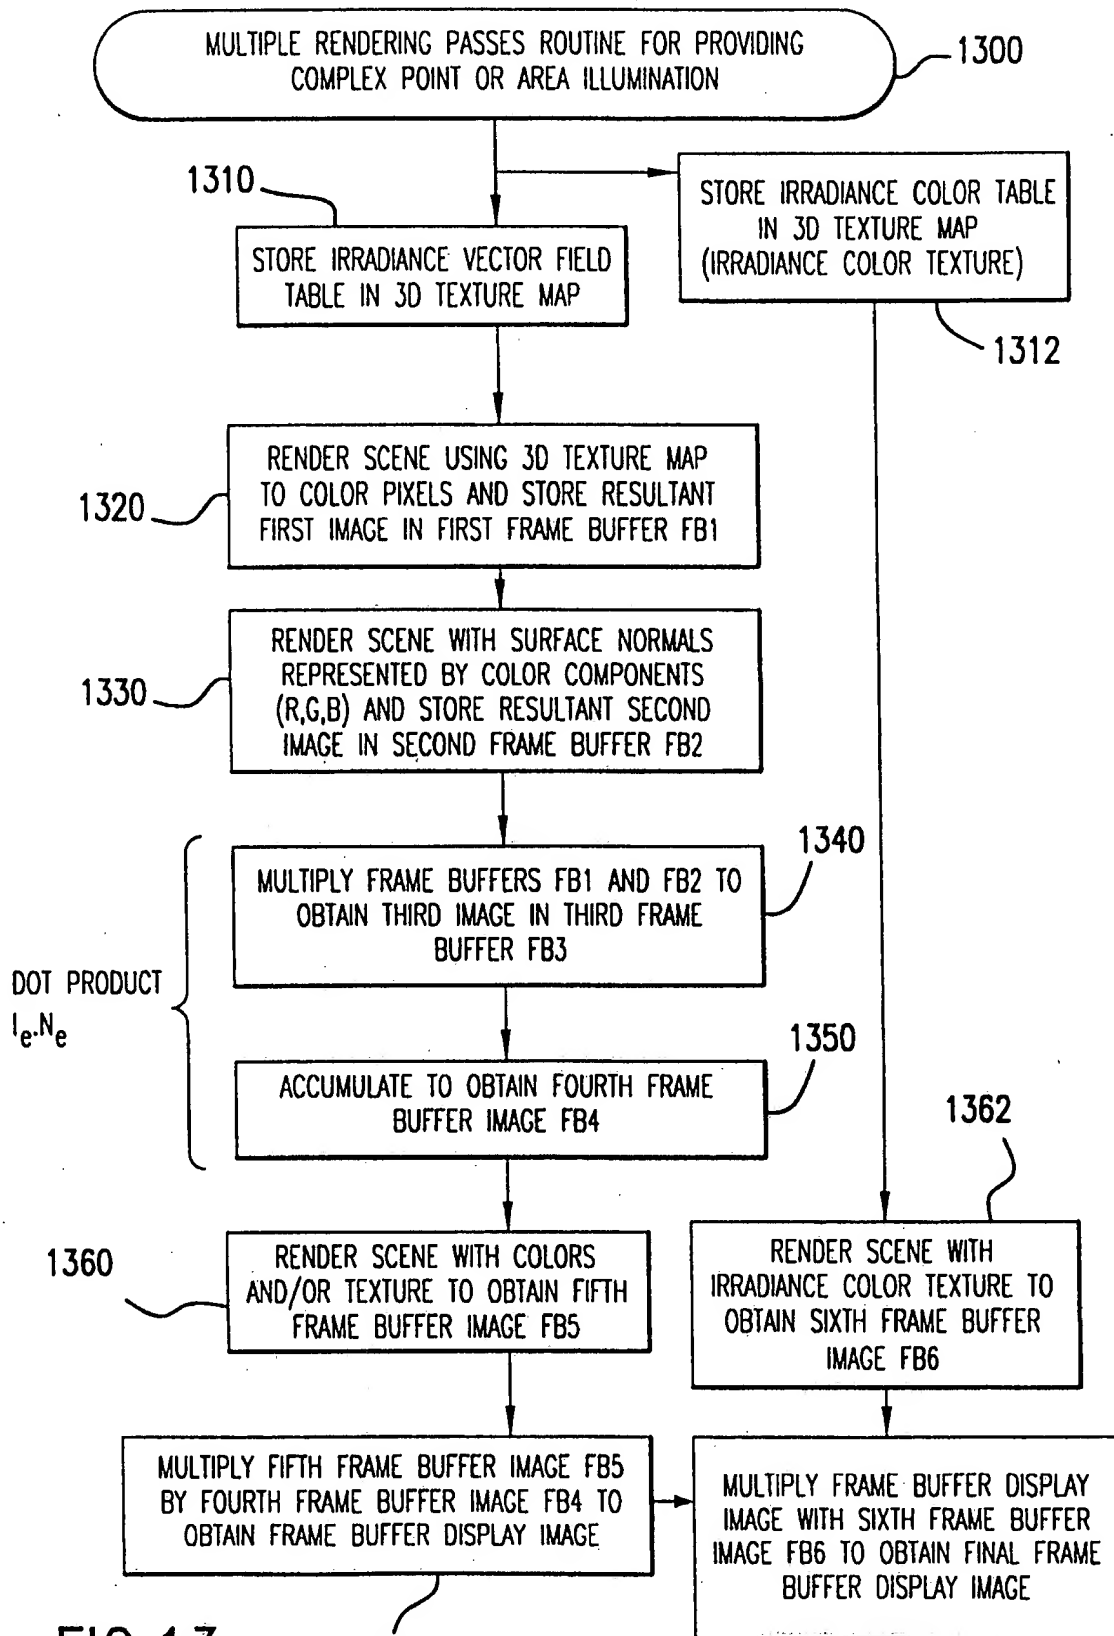 MULTIPLE RENDERING PASSES ROUTINE FOR PROVIDING
COMPLEX POINT OR AREA ILLUMINATION
1300
1310
STORE IRRADIANCE VECTOR FIELD
TABLE IN 3D TEXTURE MAP
STORE IRRADIANCE COLOR TABLE
IN 3D TEXTURE MAP
(IRRADIANCE COLOR TEXTURE)
1312
RENDER SCENE USING 3D TEXTURE MAP
TO COLOR PIXELS AND STORE RESULTANT
FIRST IMAGE IN FIRST FRAME BUFFER FB1
1320
RENDER SCENE WITH SURFACE NORMALS
REPRESENTED BY COLOR COMPONENTS
(R,G,B) AND STORE RESULTANT SECOND
IMAGE IN SECOND FRAME BUFFER FB2
1330
1340
MULTIPLY FRAME BUFFERS FB1 AND FB2 TO
OBTAIN THIRD IMAGE IN THIRD FRAME
BUFFER FB3
DOT PRODUCT
Ie.Ne
1350
ACCUMULATE TO OBTAIN FOURTH FRAME
BUFFER IMAGE FB4
1362
1360
RENDER SCENE WITH COLORS
AND/OR TEXTURE TO OBTAIN FIFTH
FRAME BUFFER IMAGE FB5
RENDER SCENE WITH
IRRADIANCE COLOR TEXTURE TO
OBTAIN SIXTH FRAME BUFFER
IMAGE FB6
MULTIPLY FIFTH FRAME BUFFER IMAGE FB5
BY FOURTH FRAME BUFFER IMAGE FB4 TO
OBTAIN FRAME BUFFER DISPLAY IMAGE
MULTIPLY FRAME BUFFER DISPLAY
IMAGE WITH SIXTH FRAME BUFFER
IMAGE FB6 TO OBTAIN FINAL FRAME
BUFFER DISPLAY IMAGE
FIG.13